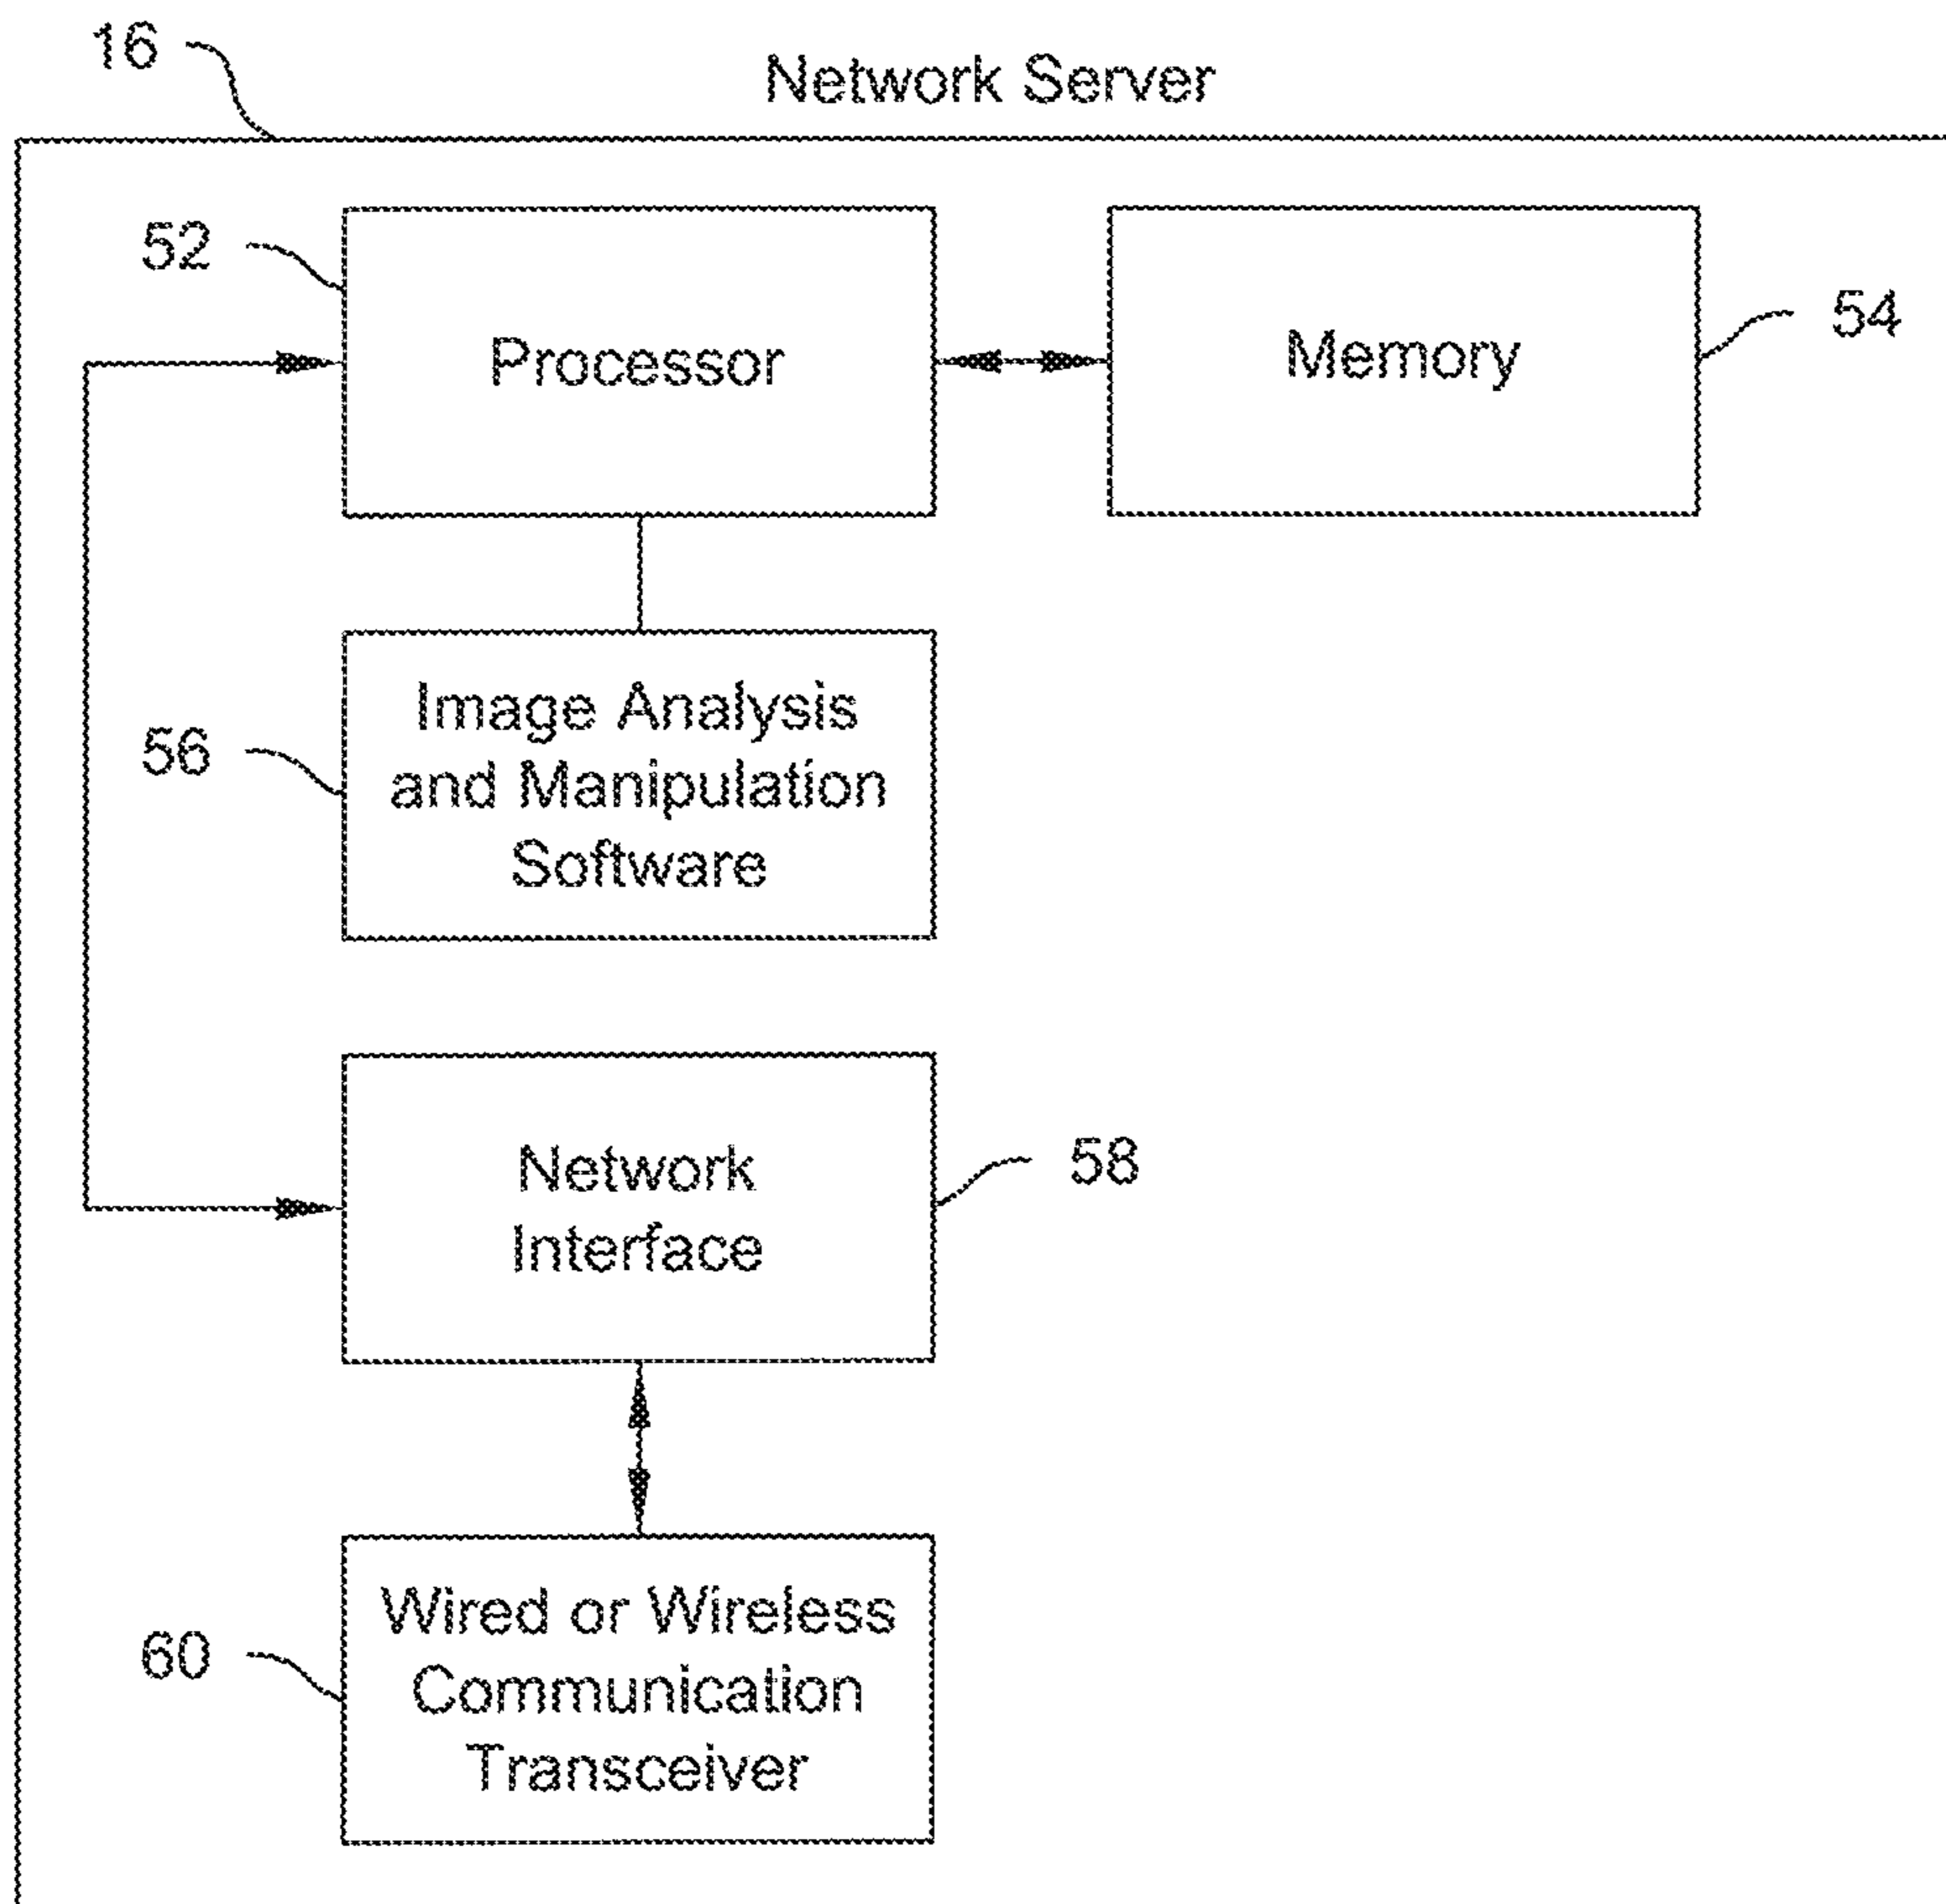 16
Network Server
52
Processor
Memory
54
56
Image Analysis
and Manipulation
Software
Network
Interface
58
60
Wired or Wireless
Communication
Transceiver